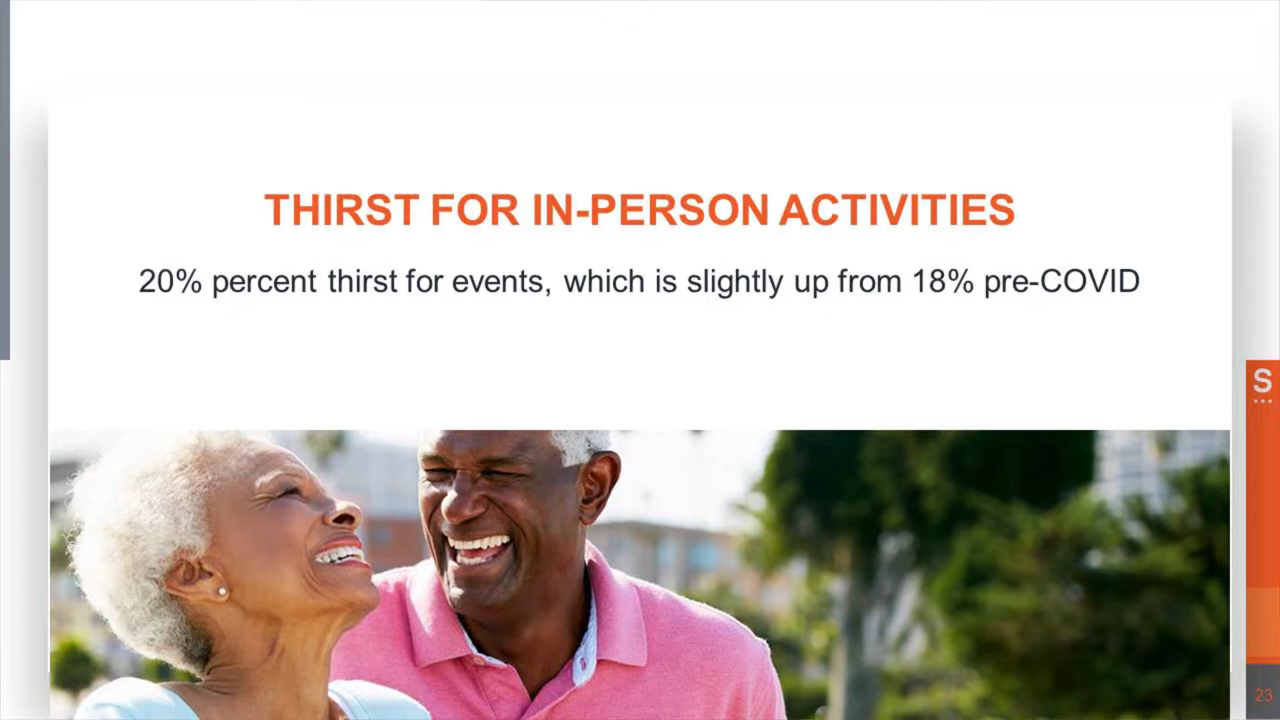 THIRST FOR IN-PERSON ACTIVITIES
20% percent thirst for events, which is slightly up from 18% pre-COVID
S
23